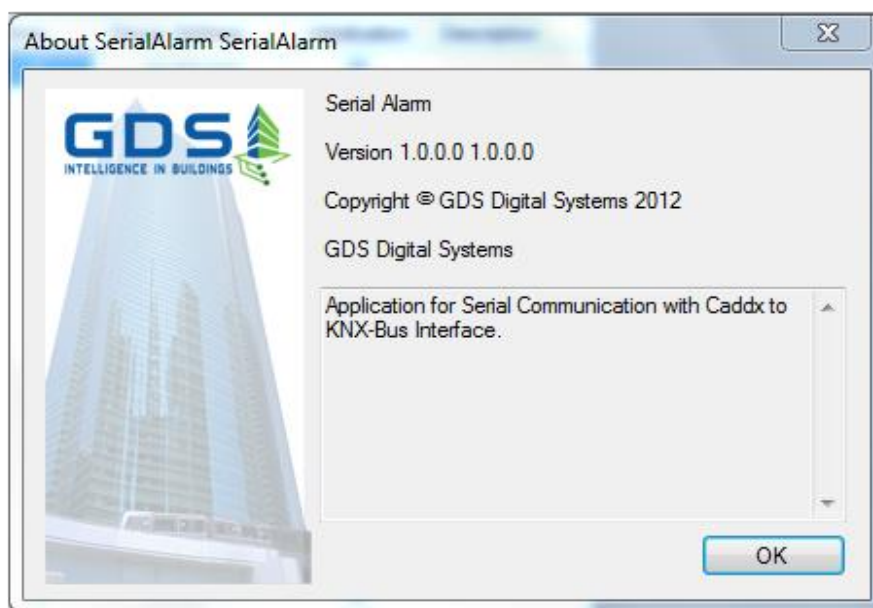 About SerialAlarm SerialAlarm
GDS
INTELLIGENCE IN BUILDINGS
Serial Alarm
Version 1.0.0.0 1.0.0.0
Copyright © GDS Digital Systems 2012
GDS Digital Systems
Application for Serial Communication with Caddx to
KNX-Bus Interface.
OK